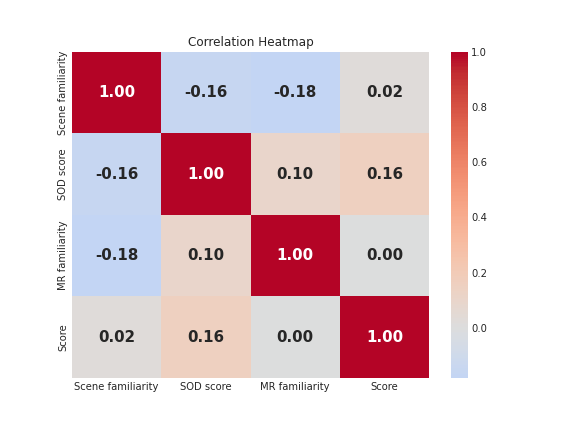 Correlation Heatmap
Scene familiarity
1.00
-0.16
-0.18
0.02
SOD score
-0.16
1.00
0.10
0.16
MR familiarity
-0.18
0.10
1.00
0.00
Score
0.02
0.16
0.00
1.00
Scene familiarity
SOD score
MR familiarity
Score
1.0
0.8
0.6
0.4
0.2
0.0